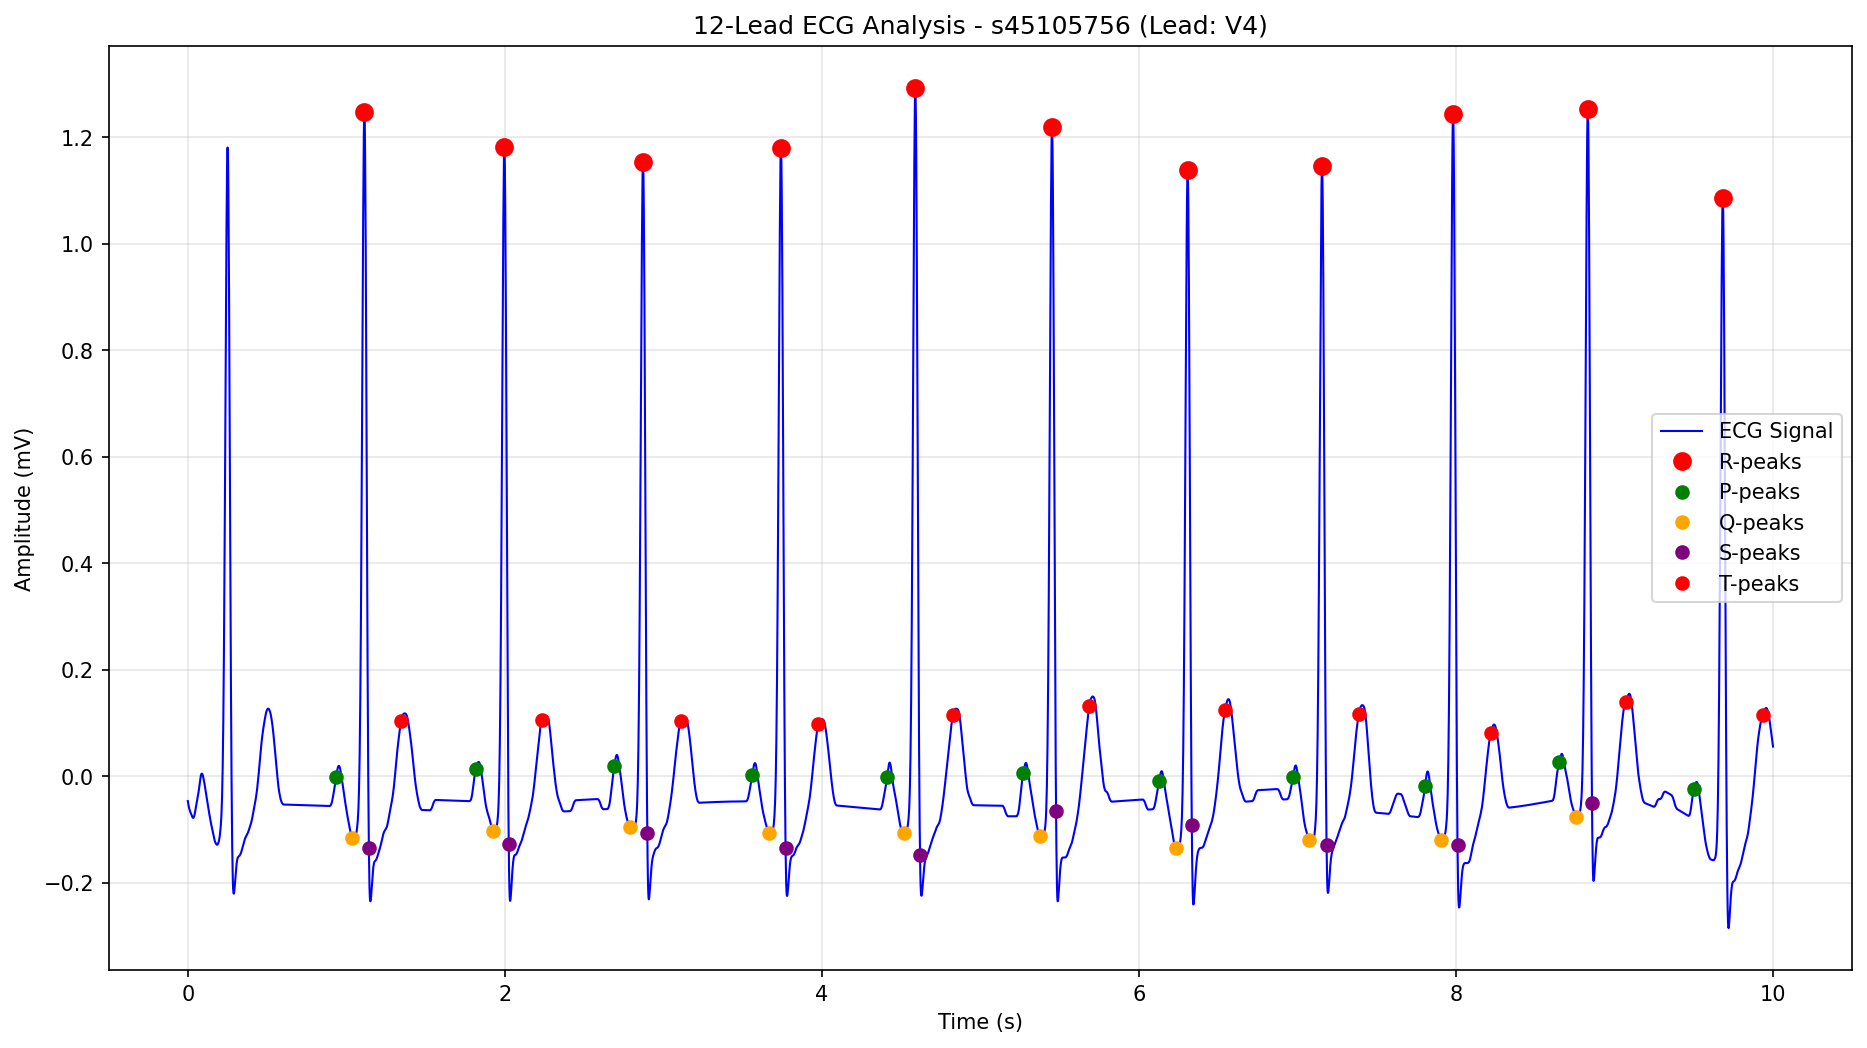 12-Lead ECG Analysis - s45105756 (Lead: V4)
Amplitude (mV)
1.2
1.0
0.8
0.6
0.4
0.2
0.0
−0.2
0
2
4
6
8
10
Time (s)
ECG Signal
R-peaks
P-peaks
Q-peaks
S-peaks
T-peaks